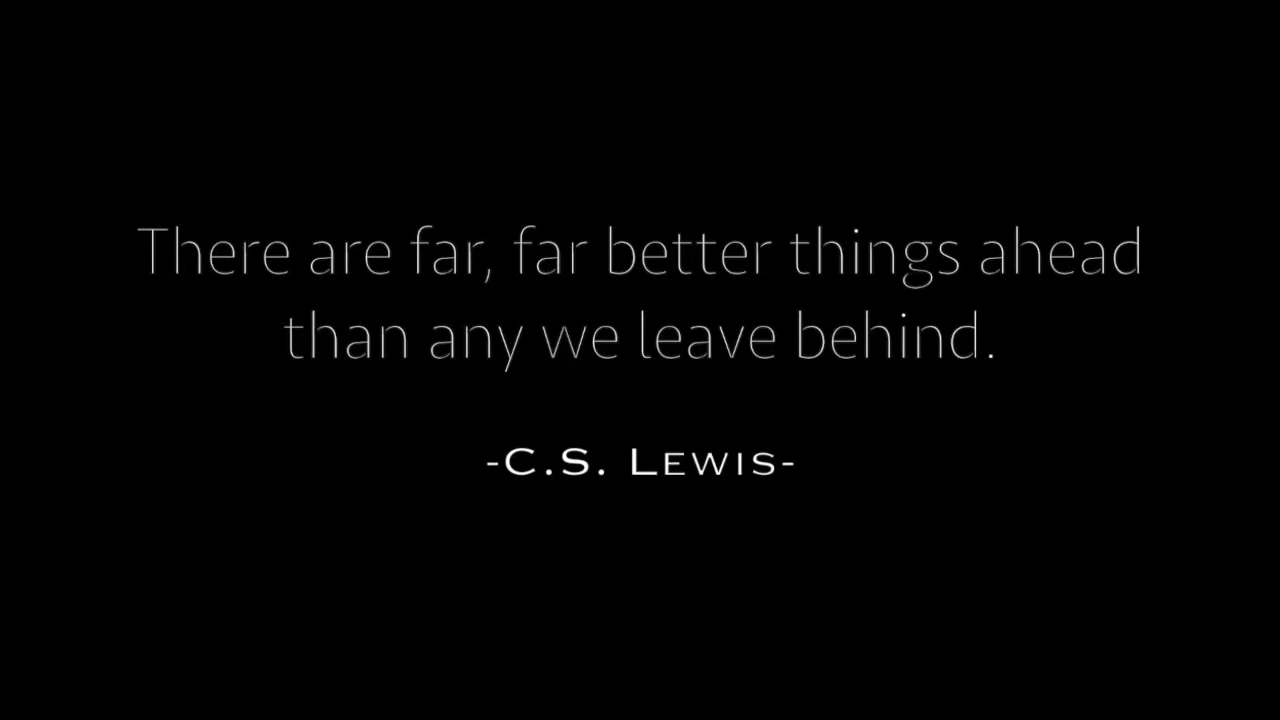 There are far, far better things ahead
than any we leave behind.
-C.S. Lewis-